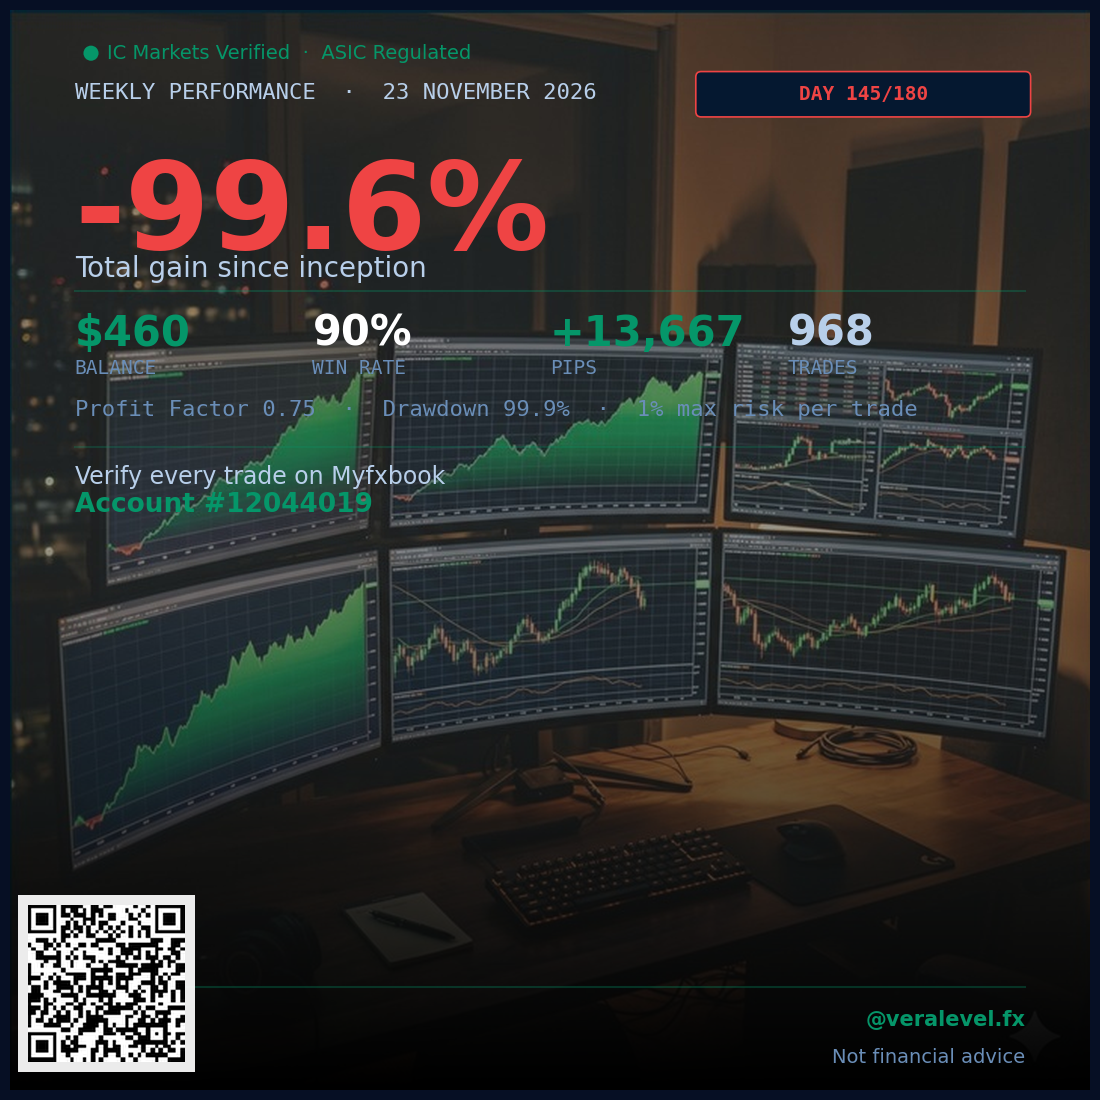 ● IC Markets Verified · ASIC Regulated
WEEKLY PERFORMANCE · 23 NOVEMBER 2026
DAY 145/180
-99.6%
Total gain since inception
$460 90% +13,667 968
BALANCE WIN RATE PIPS TRADES
Profit Factor 0.75 · Drawdown 99.9% · 1% max risk per trade
Verify every trade on Myfxbook
Account #12044019
@veralevel.fx
Not financial advice